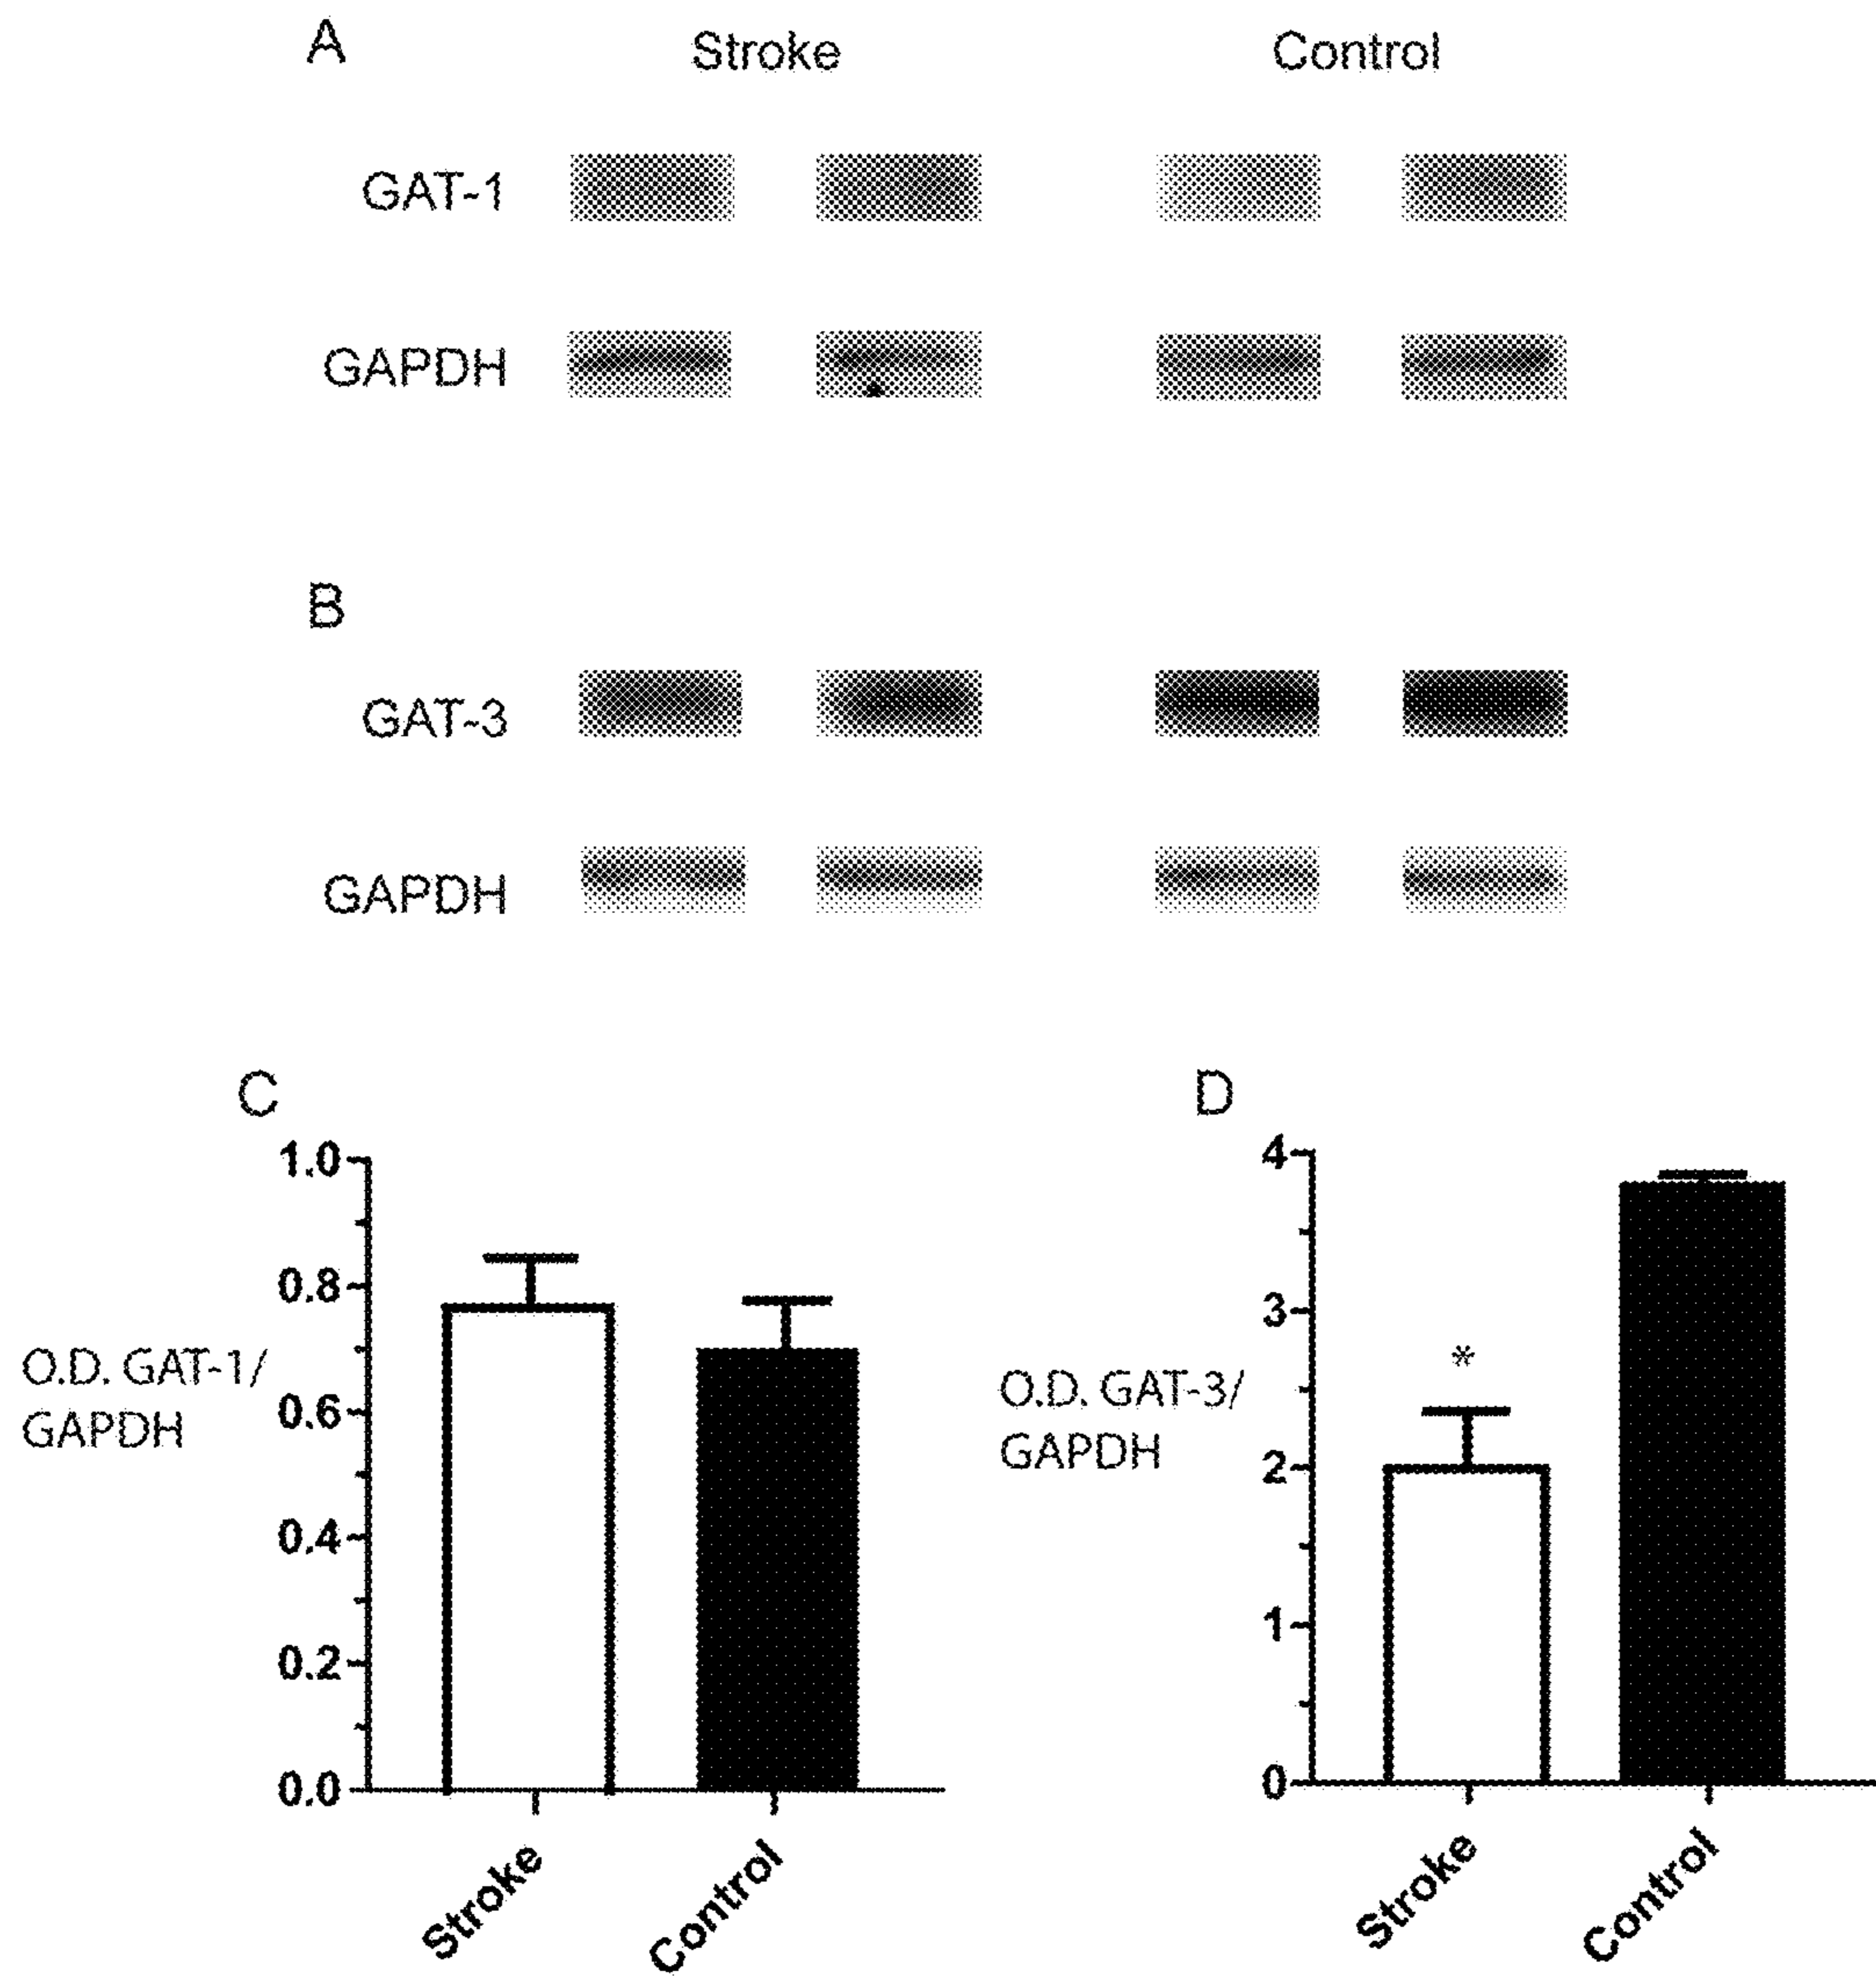 A
Stroke Control
GAT-1
GAPDH
B
GAT-3
GAPDH
C
1.0
0.8
0.6
0.4
0.2
0.0
O.D. GAT-1/
GAPDH
Stroke Control
D
4
3
2
1
0
O.D. GAT-3/
GAPDH
*
Stroke Control